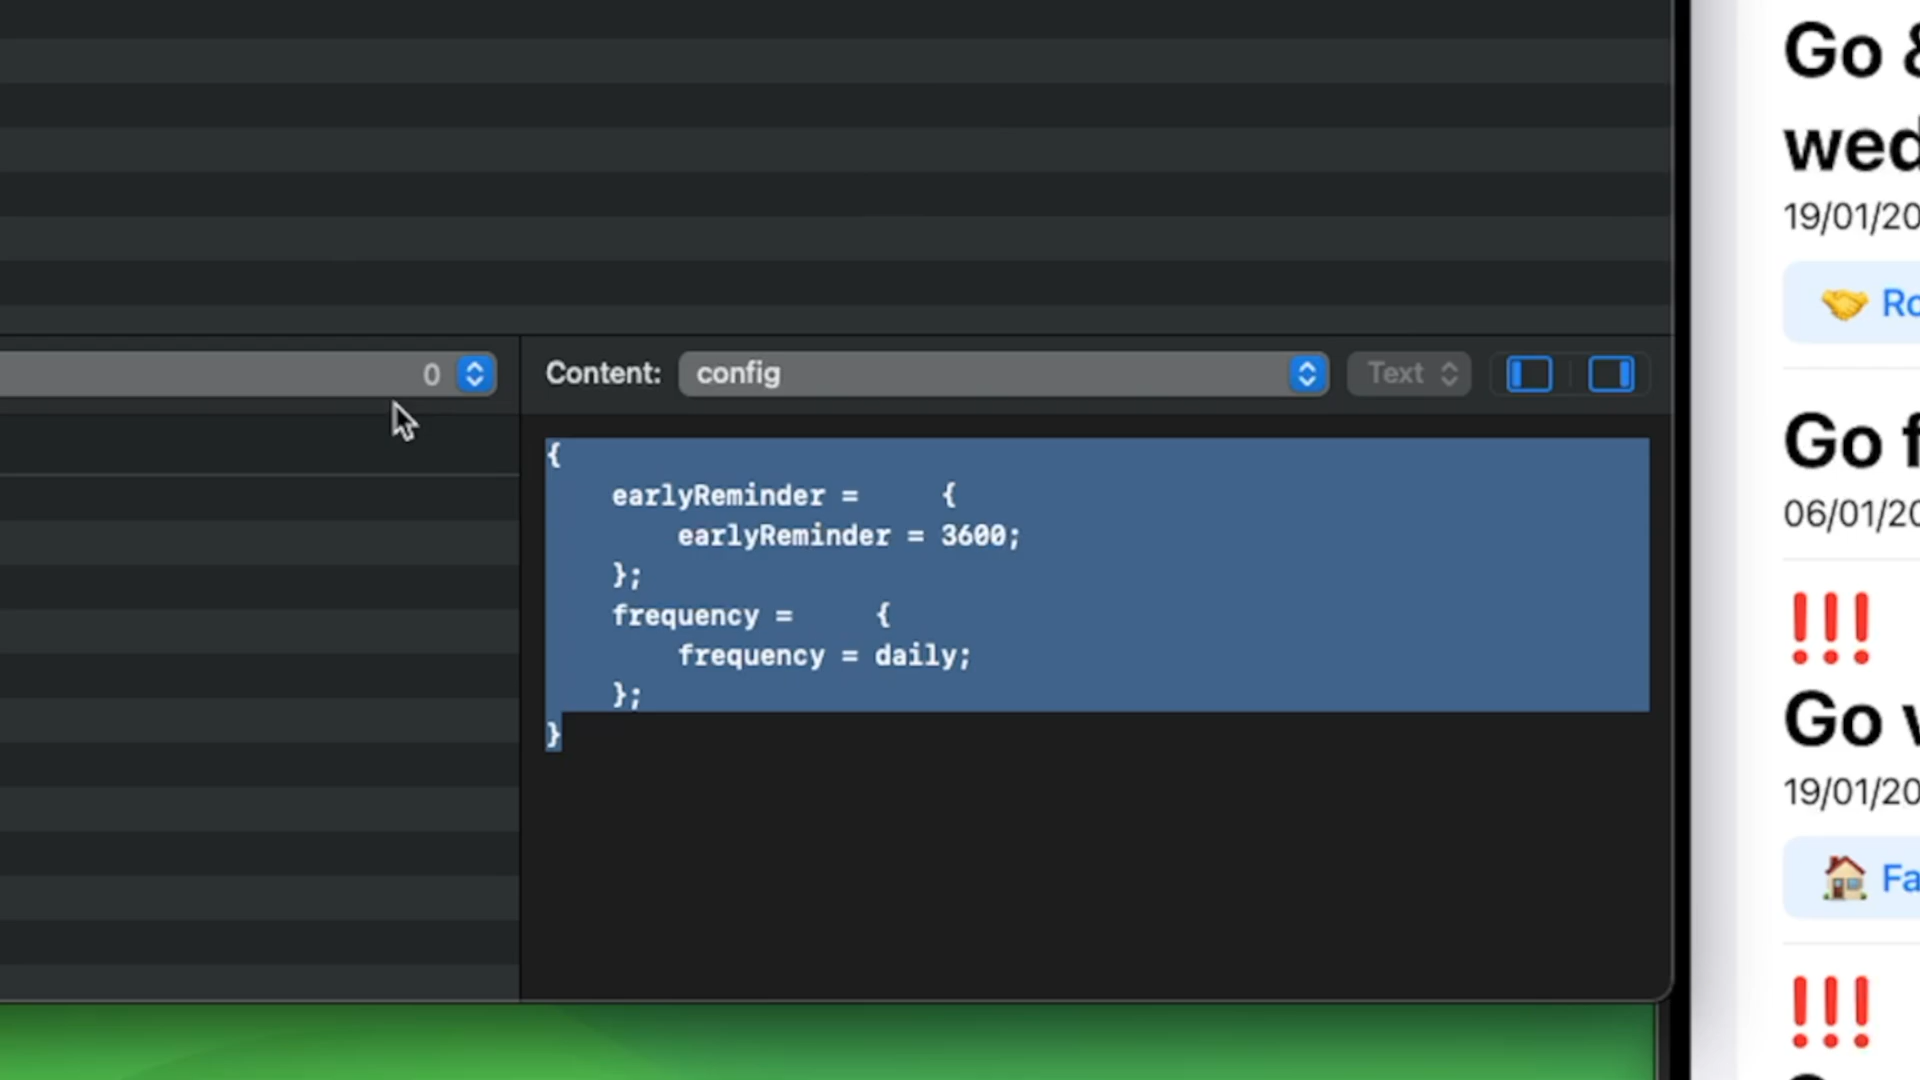 0
Content: config Text
{
    earlyReminder =     {
        earlyReminder = 3600;
    };
    frequency =     {
        frequency = daily;
    };
}
Go &
wed
19/01/20
🤝 Ro
Go f
06/01/20
!!!
Go v
19/01/20
🏠 Fa
!!!